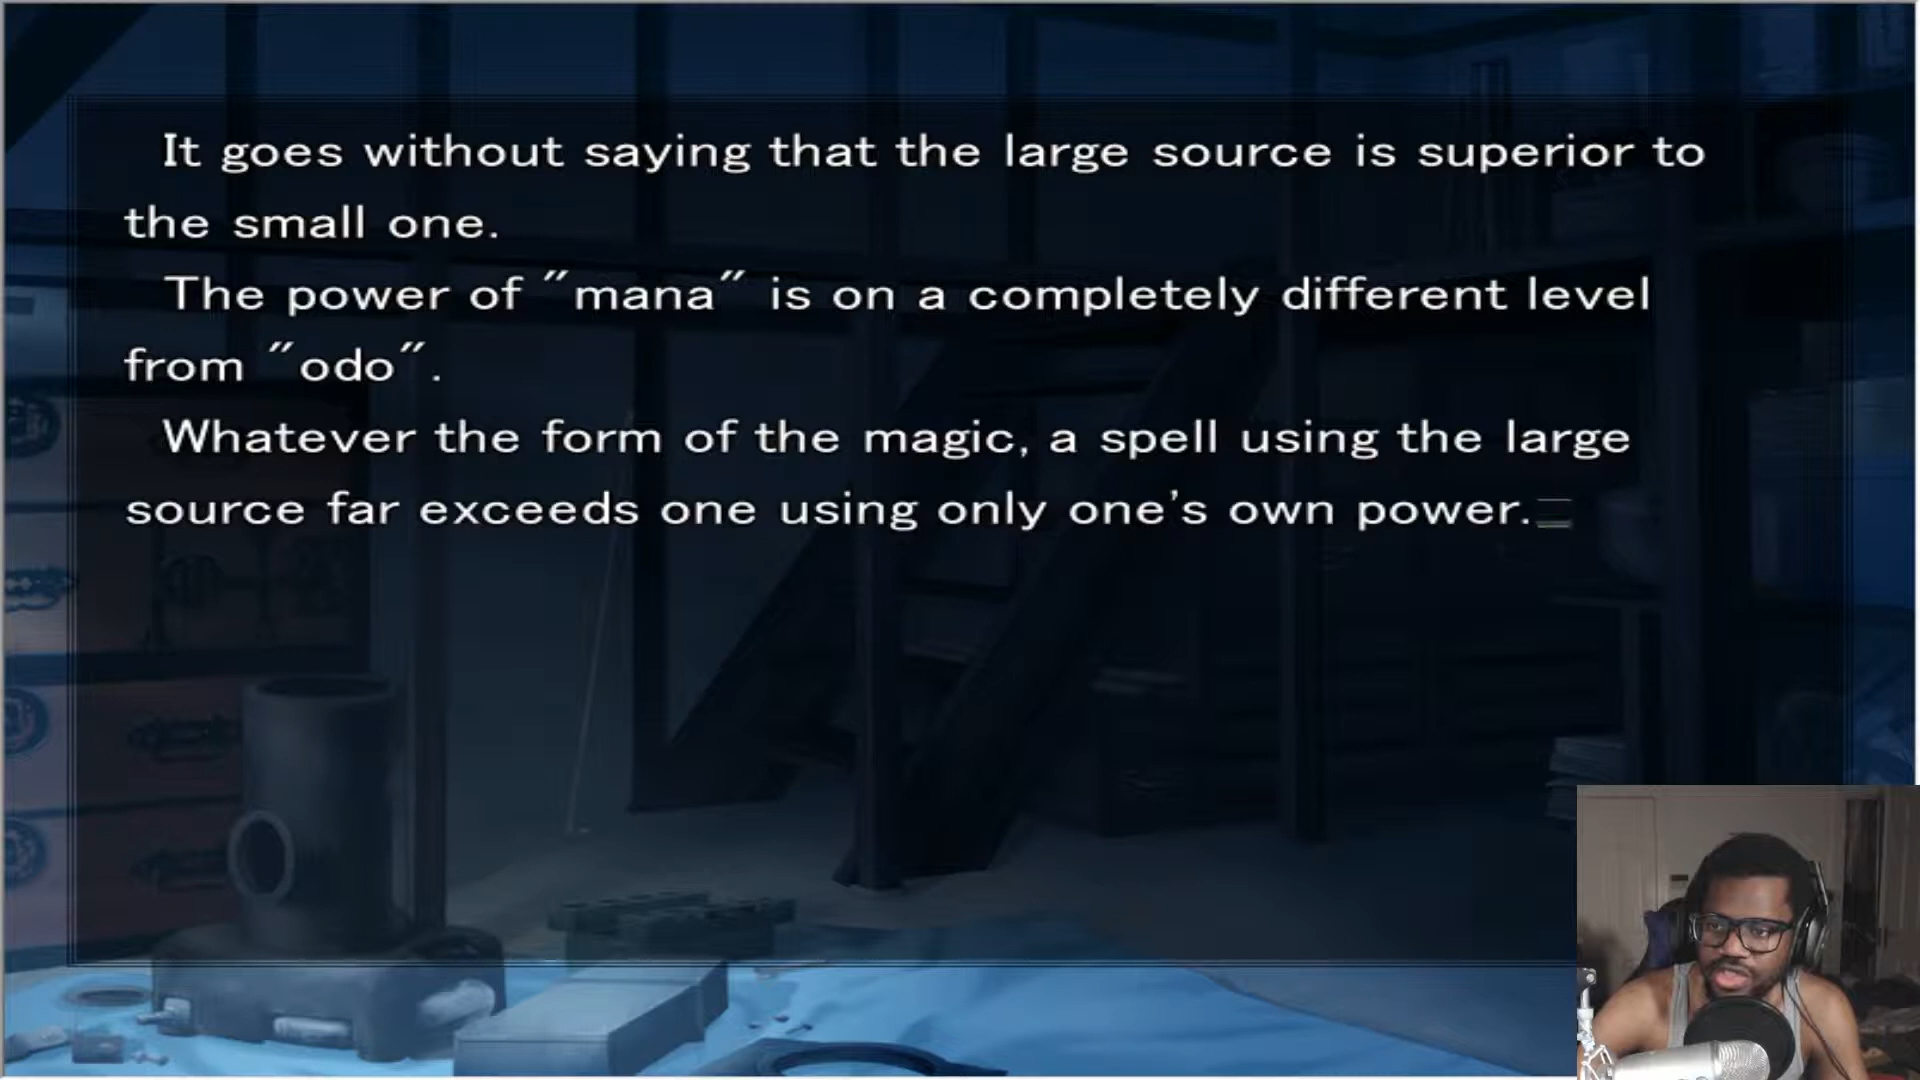 It goes without saying that the large source is superior to
the small one.
The power of "mana" is on a completely different level
from "odo".
Whatever the form of the magic, a spell using the large
source far exceeds one using only one's own power.